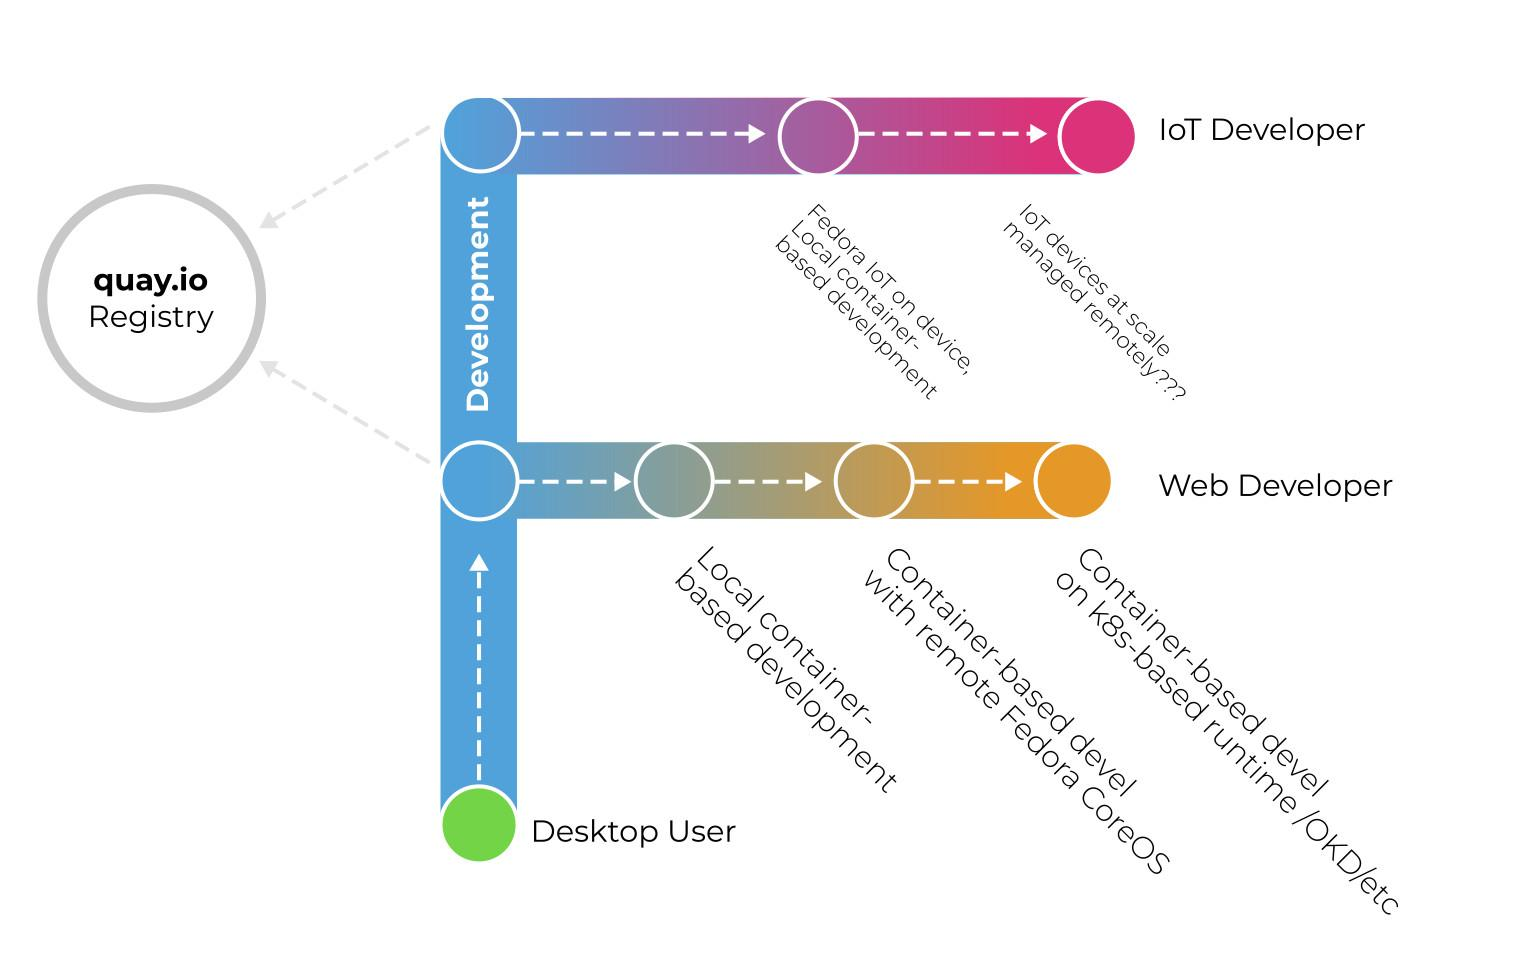 IoT Developer
Development
Fedora IoT on device,
Local container-
based development
IoT devices at scale
managed remotely???
quay.io
Registry
Web Developer
Local container-
based development
Container-based devel
with remote Fedora CoreOS
Container-based devel
on k8s-based runtime /OKD/etc
Desktop User